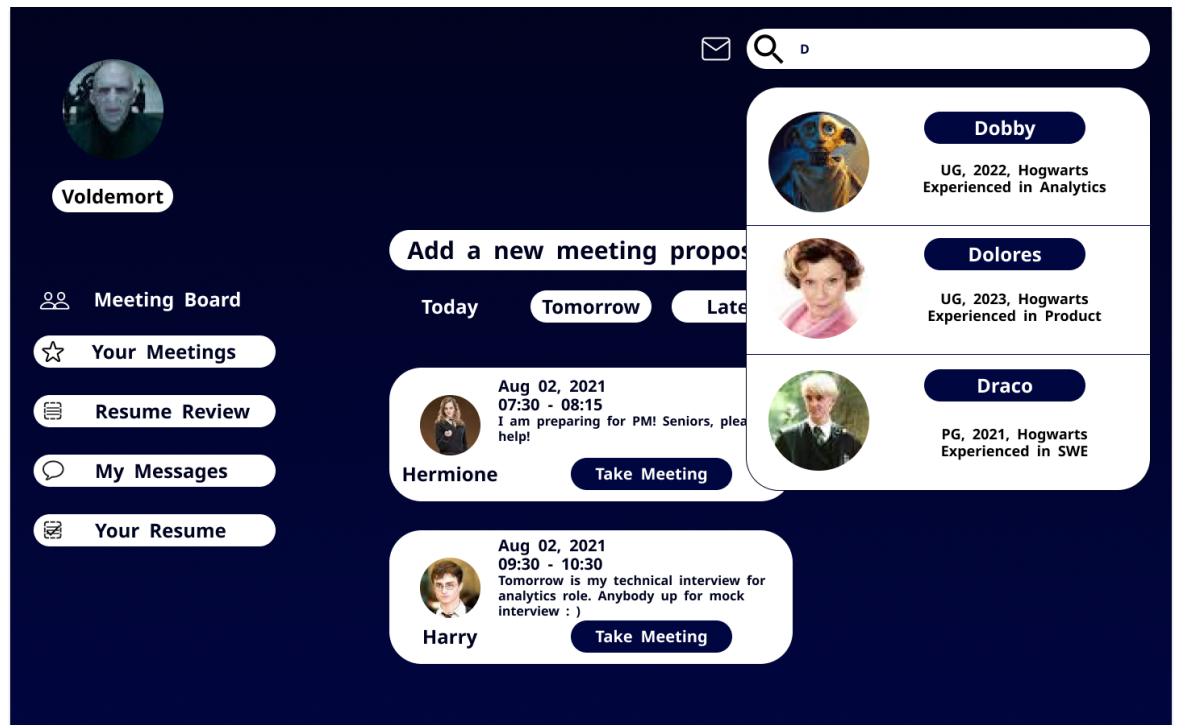 D
Voldemort
Meeting Board
Your Meetings
Resume Review
My Messages
Your Resume
Add a new meeting propos
Today
Tomorrow
Late
Aug 02, 2021
07:30 - 08:15
I am preparing for PM! Seniors, plea
help!
Hermione
Take Meeting
Aug 02, 2021
09:30 - 10:30
Tomorrow is my technical interview for
analytics role. Anybody up for mock
interview : )
Harry
Take Meeting
Dobby
UG, 2022, Hogwarts
Experienced in Analytics
Dolores
UG, 2023, Hogwarts
Experienced in Product
Draco
PG, 2021, Hogwarts
Experienced in SWE